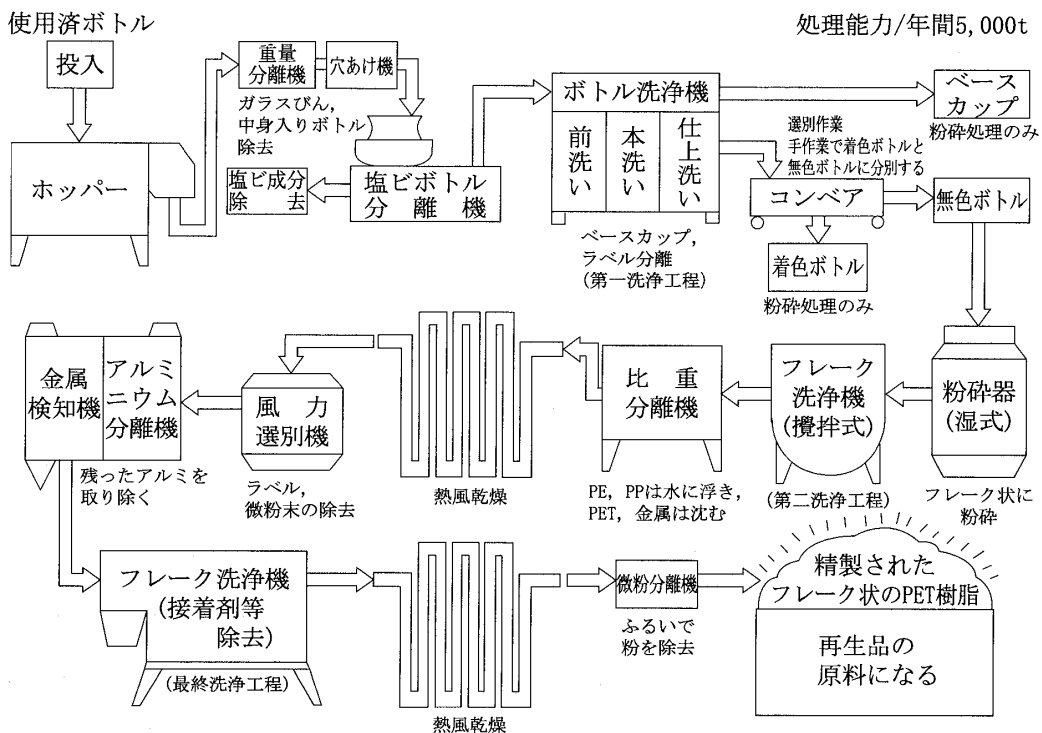 使用済ボトル
処理能力/年間5,000t
投入
ホッパー
重量
分離機
ガラスびん,
中身入りボトル
除去
穴あけ機
塩ビボトル
分離機
塩ビ成分
除去
ボトル洗浄機
前洗い
本洗い
仕上洗い
ベースカップ,
ラベル分離
(第一洗浄工程)
ベース
カップ
粉砕処理のみ
選別作業
手作業で着色ボトルと
無色ボトルに分別する
コンベア
着色ボトル
粉砕処理のみ
無色ボトル
粉砕器
(湿式)
フレーク状に
粉砕
フレーク
洗浄機
(攪拌式)
(第二洗浄工程)
比重
分離機
PE, PPは水に浮き,
PET, 金属は沈む
熱風乾燥
風力
選別機
ラベル,
微粉末の除去
アルミ
ニウム
分離機
金属
検知機
残ったアルミを
取り除く
フレーク洗浄機
(接着剤等
除去)
(最終洗浄工程)
熱風乾燥
微粉分離機
ふるいで
粉を除去
精製された
フレーク状のPET樹脂
再生品の
原料になる